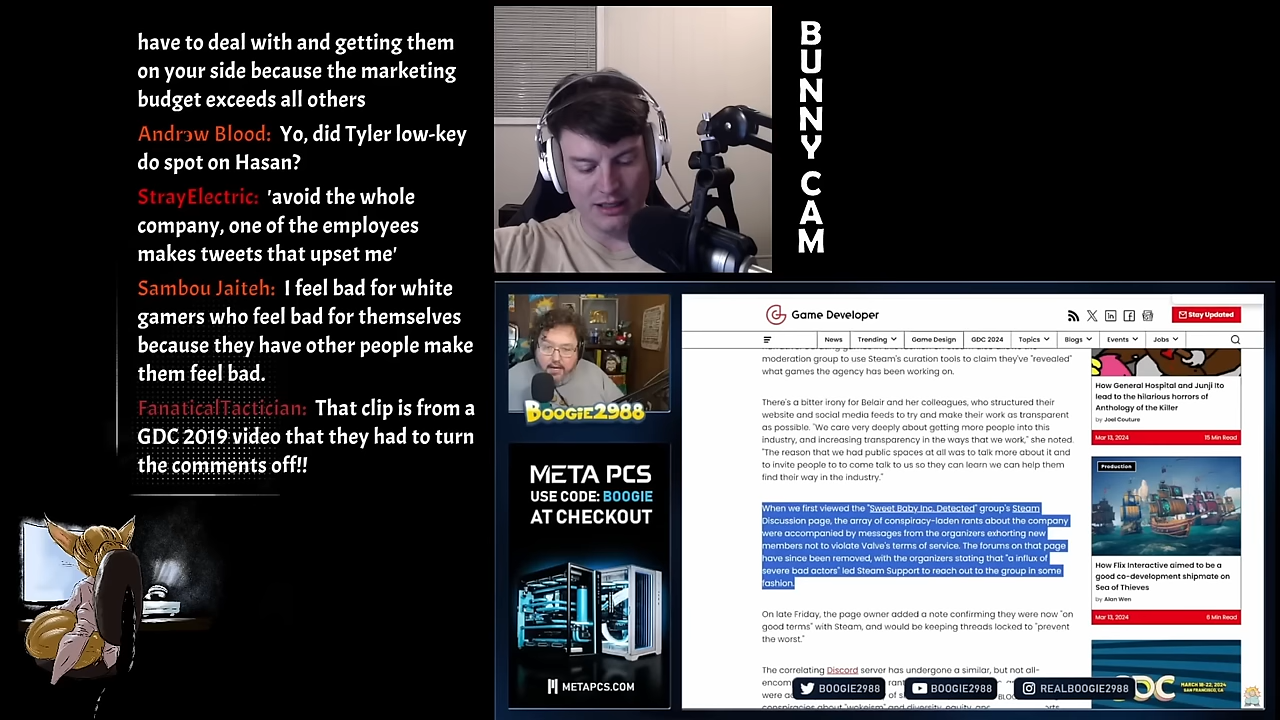 have to deal with and getting them
on your side because the marketing
budget exceeds all others
Andrew Blood: Yo, did Tyler low-key
do spot on Hasan?
StrayElectric: 'avoid the whole
company, one of the employees
makes tweets that upset me'
Sambou Jaiteh: I feel bad for white
gamers who feel bad for themselves
because they have other people make
them feel bad.
FanaticalTactician: That clip is from a
GDC 2019 video that they had to turn
the comments off!!
BUNNY CAM
BOOGIE2988
META PCS
USE CODE: BOOGIE
AT CHECKOUT
METAPCS.COM
Game Developer
Stay Updated
News
Trending
Game Design
GDC 2024
Topics
Blogs
Events
Jobs
moderation group to use Steam's curation tools to claim they've "revealed"
what games the agency has been working on.
There's a bitter irony for Belair and her colleagues, who structured their
website and social media feeds to try and make their work as transparent
as possible. "We care very deeply about getting more people into this
industry, and increasing transparency in the ways that we work," she noted.
"The reason that we had public spaces at all was to talk more about it and
to invite people to to come talk to us so they can learn we can help them
find their way in the industry."
When we first viewed the "Sweet Baby Inc. Detected" group's Steam
Discussion page, the array of conspiracy-laden rants about the company
were accompanied by messages from the organizers exhorting new
members not to violate Valve's terms of service. The forums on that page
have since been removed, with the organizers stating that "a influx of
severe bad actors" led Steam Support to reach out to the group in some
fashion.
On late Friday, the page owner added a note confirming they were now "on
good terms" with Steam, and would be keeping threads locked to "prevent
the worst."
The correlating Discord server has undergone a similar, but not all-
How General Hospital and Junji Ito
lead to the hilarious horrors of
Anthology of the Killer
by Joel Couture
Mar 13, 2024
15 Min Read
Production
How Flix Interactive aimed to be a
good co-development shipmate on
Sea of Thieves
by Alan Wen
Mar 13, 2024
6 Min Read
MARCH 18-22, 2024
SAN FRANCISCO, CA
BOOGIE2988
BOOGIE2988
REALBOOGIE2988